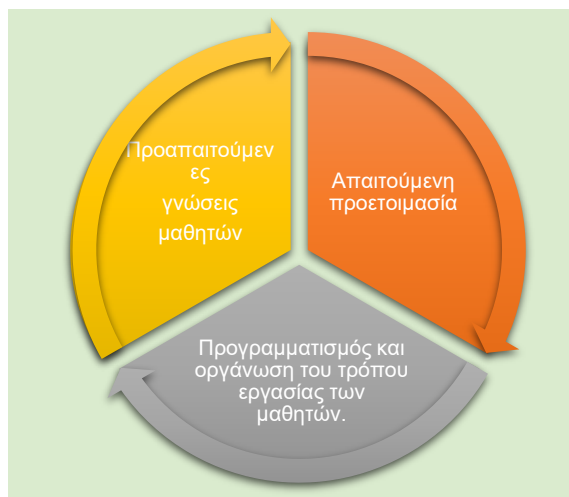 Προαπαιτούμεν
ες
γνώσεις
μαθητών
Απαιτούμενη
προετοιμασία
Προγραμματισμός και
οργάνωση του τρόπου
εργασίας των
μαθητών.